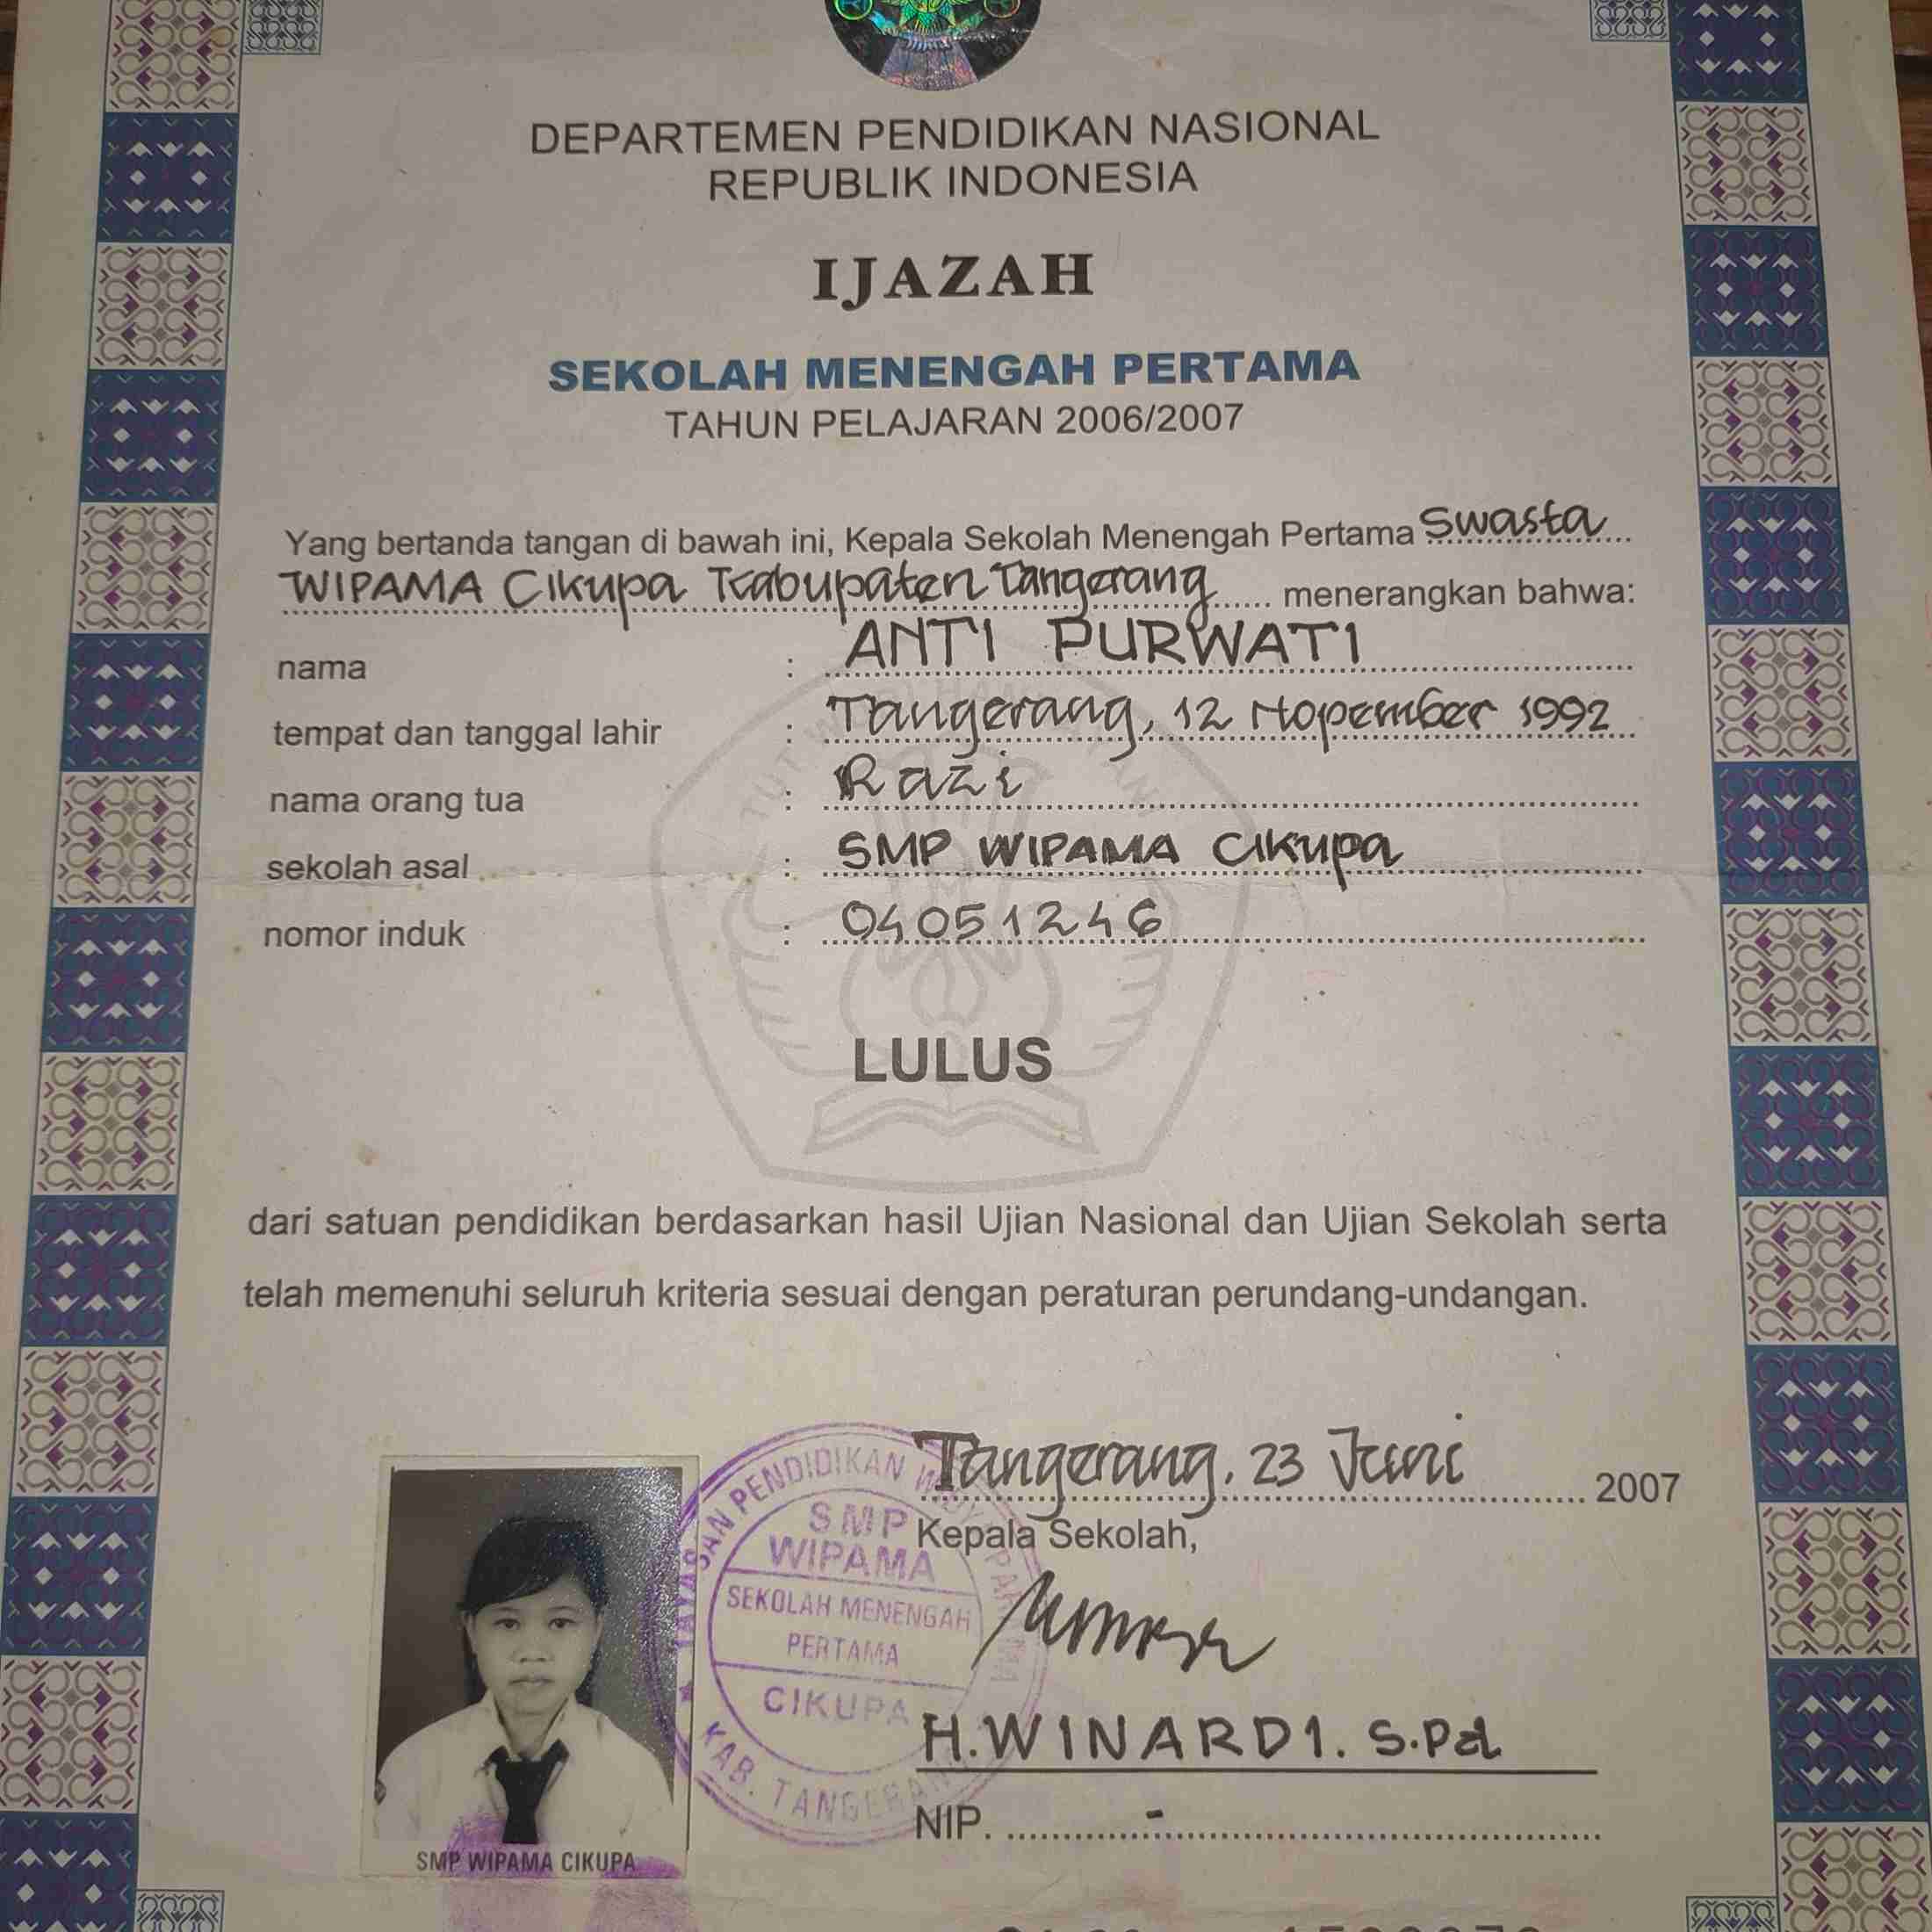 DEPARTEMEN PENDIDIKAN NASIONAL
REPUBLIK INDONESIA
IJAZAH
SEKOLAH MENENGAH PERTAMA
TAHUN PELAJARAN 2006/2007
Yang bertanda tangan di bawah ini, Kepala Sekolah Menengah Pertama Swasta
WIPAMA Cikupa Kabupaten Tangerang menerangkan bahwa:
nama : ANTI PURWATI
tempat dan tanggal lahir : Tangerang, 12 Nopember 1992
nama orang tua : Razi
sekolah asal : SMP WIPAMA Cikupa
nomor induk : 04051246
LULUS
dari satuan pendidikan berdasarkan hasil Ujian Nasional dan Ujian Sekolah serta
telah memenuhi seluruh kriteria sesuai dengan peraturan perundang-undangan.
Tangerang, 23 Juni 2007
Kepala Sekolah,
H. WINARDI. S.Pd
NIP. -
YAYASAN PENDIDIKAN
SMP
WIPAMA
SEKOLAH MENENGAH
PERTAMA
CIKUPA
KAB. TANGERANG
SMP WIPAMA CIKUPA